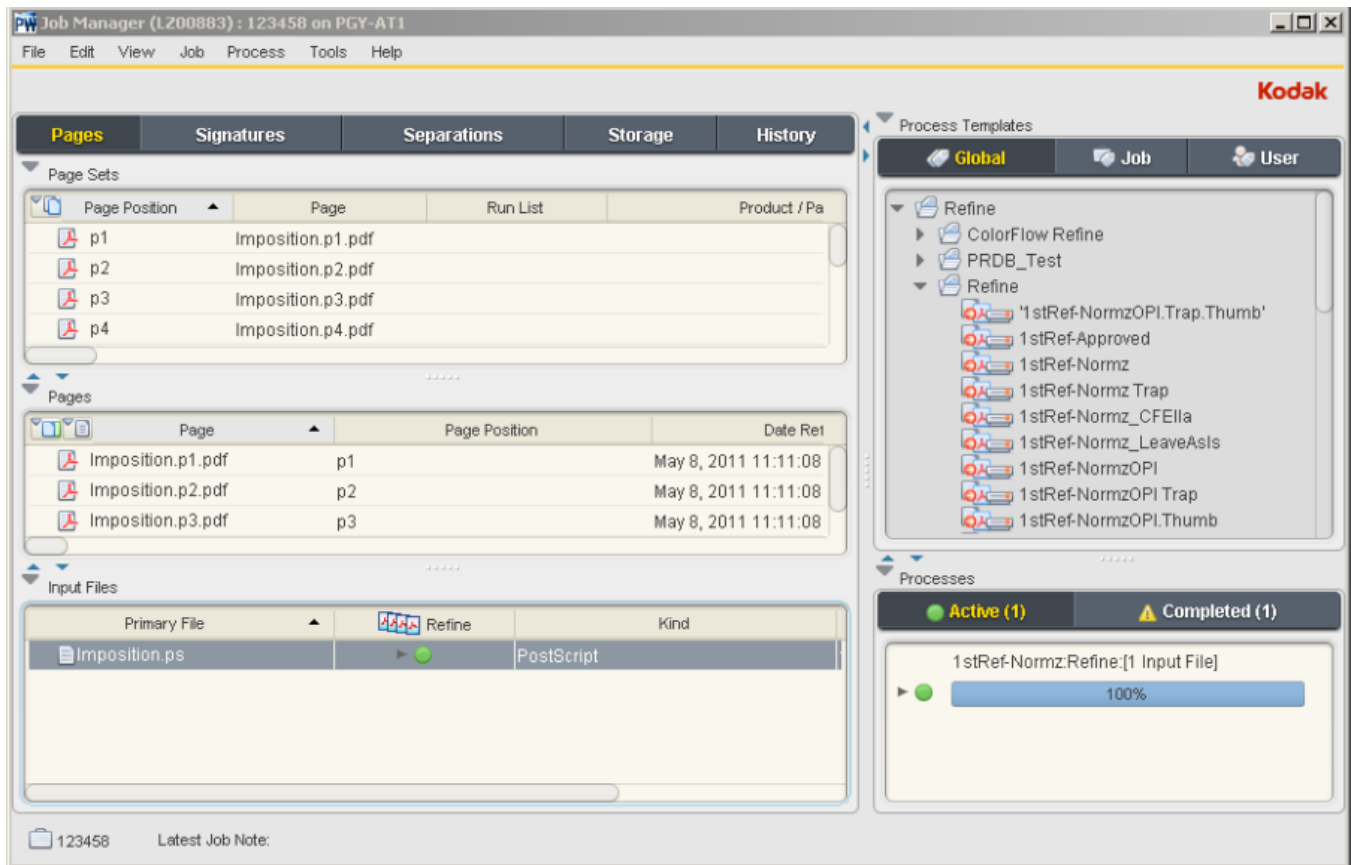 PW Job Manager (LZ00883) : 123458 on PGY-AT1
File Edit View Job Process Tools Help
Kodak
Pages Signatures Separations Storage History
Page Sets
Page Position Page Run List Product / Pa
p1 Imposition.p1.pdf
p2 Imposition.p2.pdf
p3 Imposition.p3.pdf
p4 Imposition.p4.pdf
Pages
Page Page Position Date Ret
Imposition.p1.pdf p1 May 8, 2011 11:11:08
Imposition.p2.pdf p2 May 8, 2011 11:11:08
Imposition.p3.pdf p3 May 8, 2011 11:11:08
Input Files
Primary File Refine Kind
Imposition.ps PostScript
Process Templates
Global Job User
Refine
ColorFlow Refine
PRDB_Test
Refine
'1stRef-NormzOPI.Trap.Thumb'
1stRef-Approved
1stRef-Normz
1stRef-Normz Trap
1stRef-Normz_CFElla
1stRef-Normz_LeaveAsIs
1stRef-NormzOPI
1stRef-NormzOPI Trap
1stRef-NormzOPI.Thumb
Processes
Active (1) Completed (1)
1stRef-Normz:Refine:[1 Input File]
100%
123458 Latest Job Note: